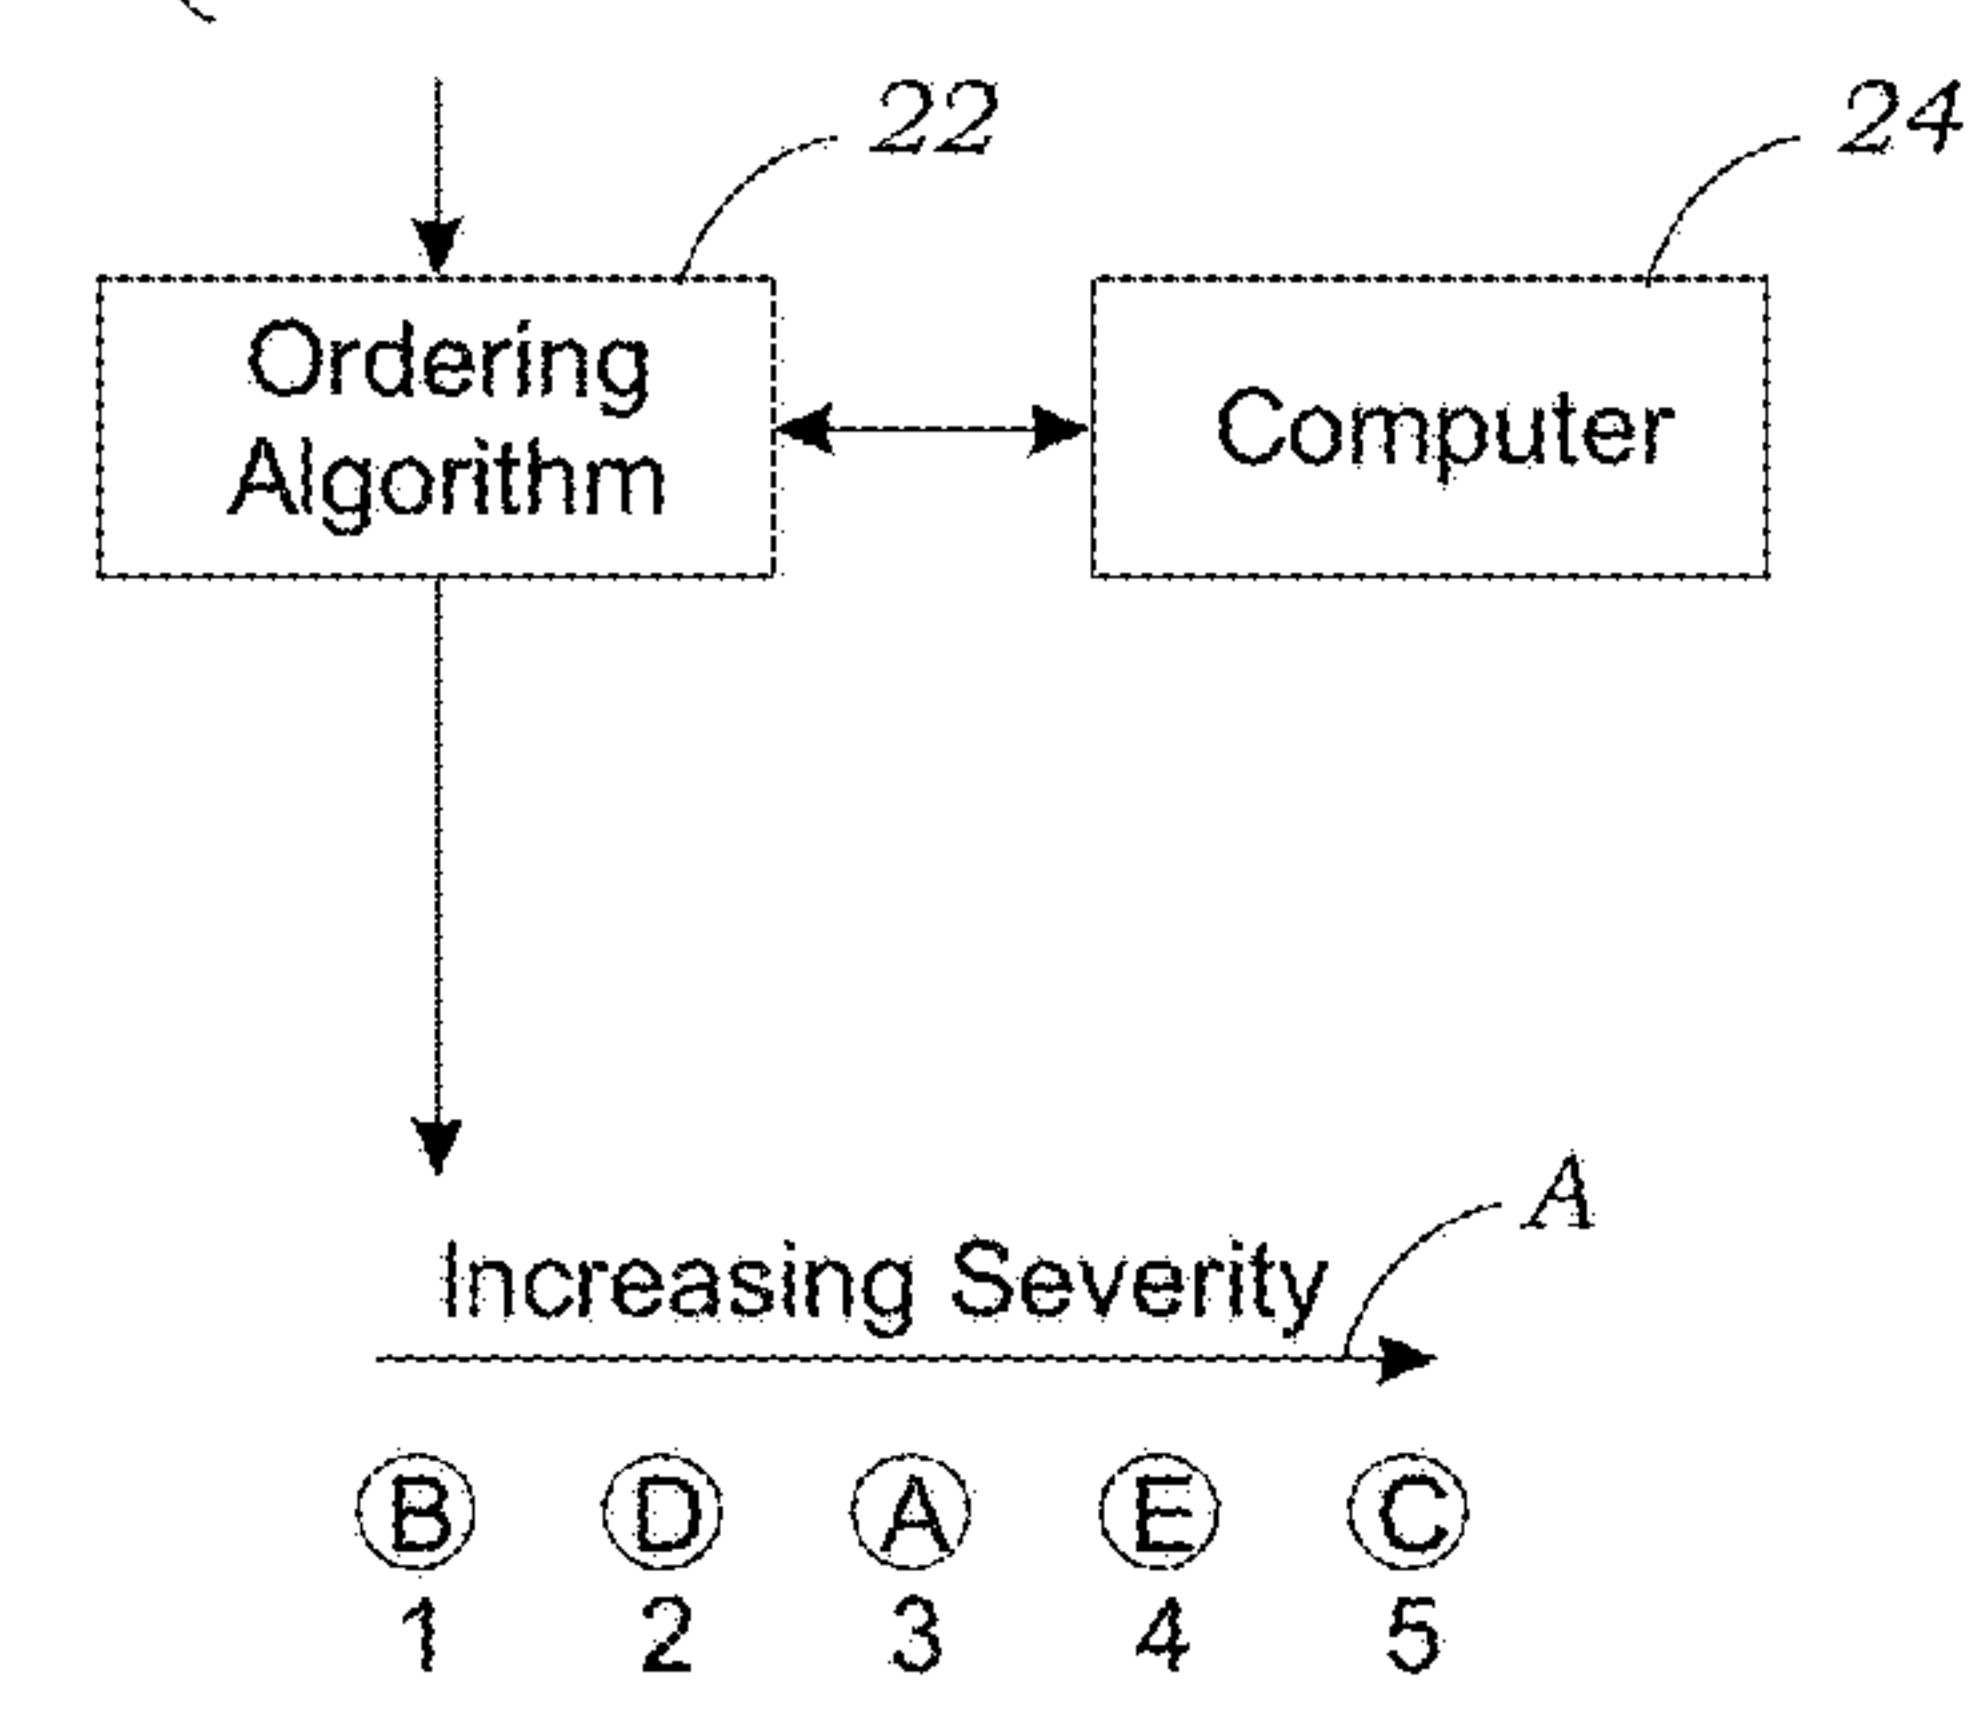 22
24
Ordering
Algorithm
Computer
A
Increasing Severity
B D A E C
1 2 3 4 5